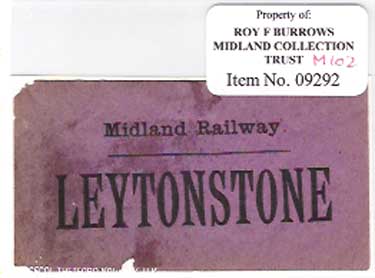 Property of:
ROY F BURROWS
MIDLAND COLLECTION
TRUST M102
Item No. 09292
Midland Railway.
LEYTONSTONE